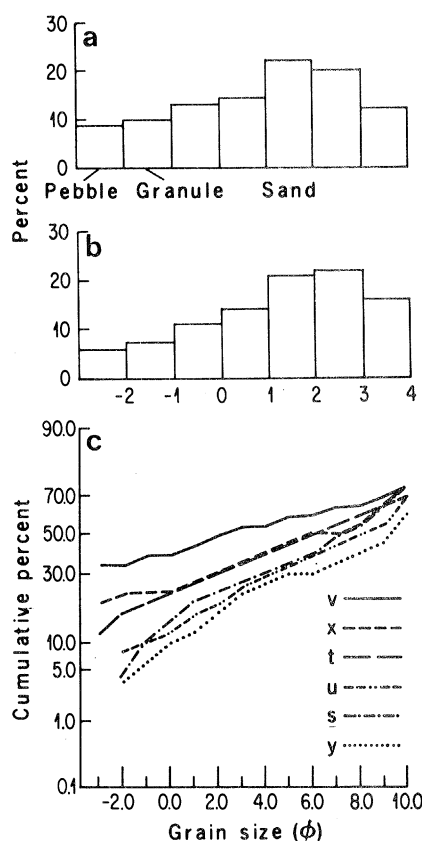 a
30
20
10
0
Percent
Pebble Granule Sand
b
30
20
10
0
-2 -1 0 1 2 3 4
c
90.0
70.0
50.0
30.0
10.0
5.0
1.0
0.1
Cumulative percent
v
x
t
u
s
y
-2.0 0.0 2.0 4.0 6.0 8.0 10.0
Grain size (ϕ)